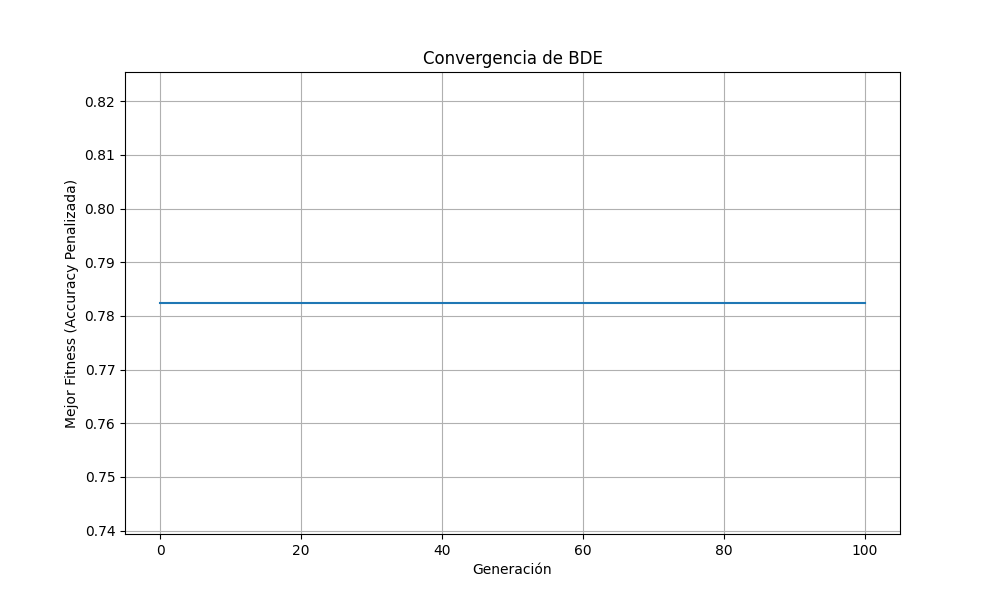 Convergencia de BDE
Mejor Fitness (Accuracy Penalizada)
0.82
0.81
0.80
0.79
0.78
0.77
0.76
0.75
0.74
0 20 40 60 80 100
Generación